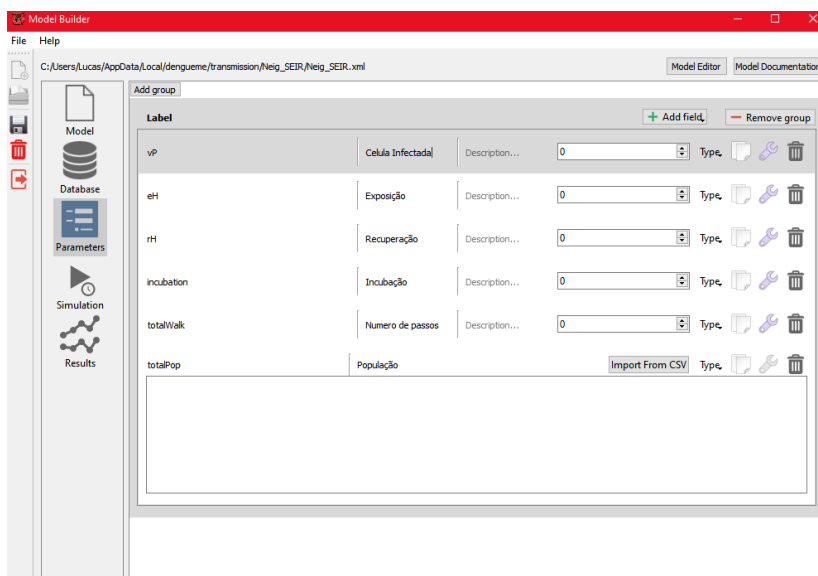 Model Builder
File Help
C:/Users/Lucas/AppData/Local/dengueme/transmission/Neig_SEIR/Neig_SEIR.xml Model Editor Model Documentation
Add group
Label Add field Remove group
Model
vP Celula Infectada Description... 0 Type
Database
eH Exposição Description... 0 Type
Parameters
rH Recuperação Description... 0 Type
incubation Incubação Description... 0 Type
Simulation
totalWalk Numero de passos Description... 0 Type
Results
totalPop População Import From CSV Type